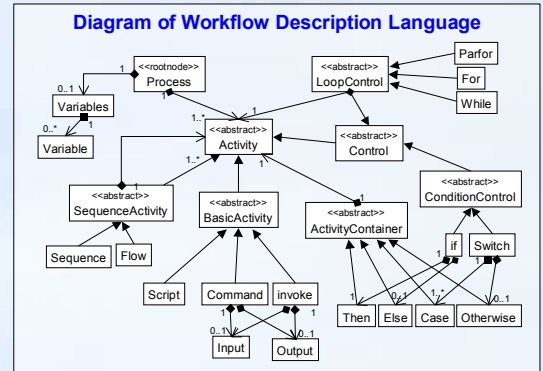 Diagram of Workflow Description Language
<<rootnode>>
Process
<<abstract>>
LoopControl
Parfor
For
While
1
0..1
Variables
1
0..*
Variable
1
1
1..*
<<abstract>>
Activity
1
<<abstract>>
Control
1..*
1
<<abstract>>
SequenceActivity
<<abstract>>
BasicActivity
1
<<abstract>>
ActivityContainer
<<abstract>>
ConditionControl
Sequence
Flow
Script
Command
invoke
1
if
Switch
1
1
1
0..1
0..1
Input
Output
1
Then
0..1
Else
1..*
Case
0..1
Otherwise